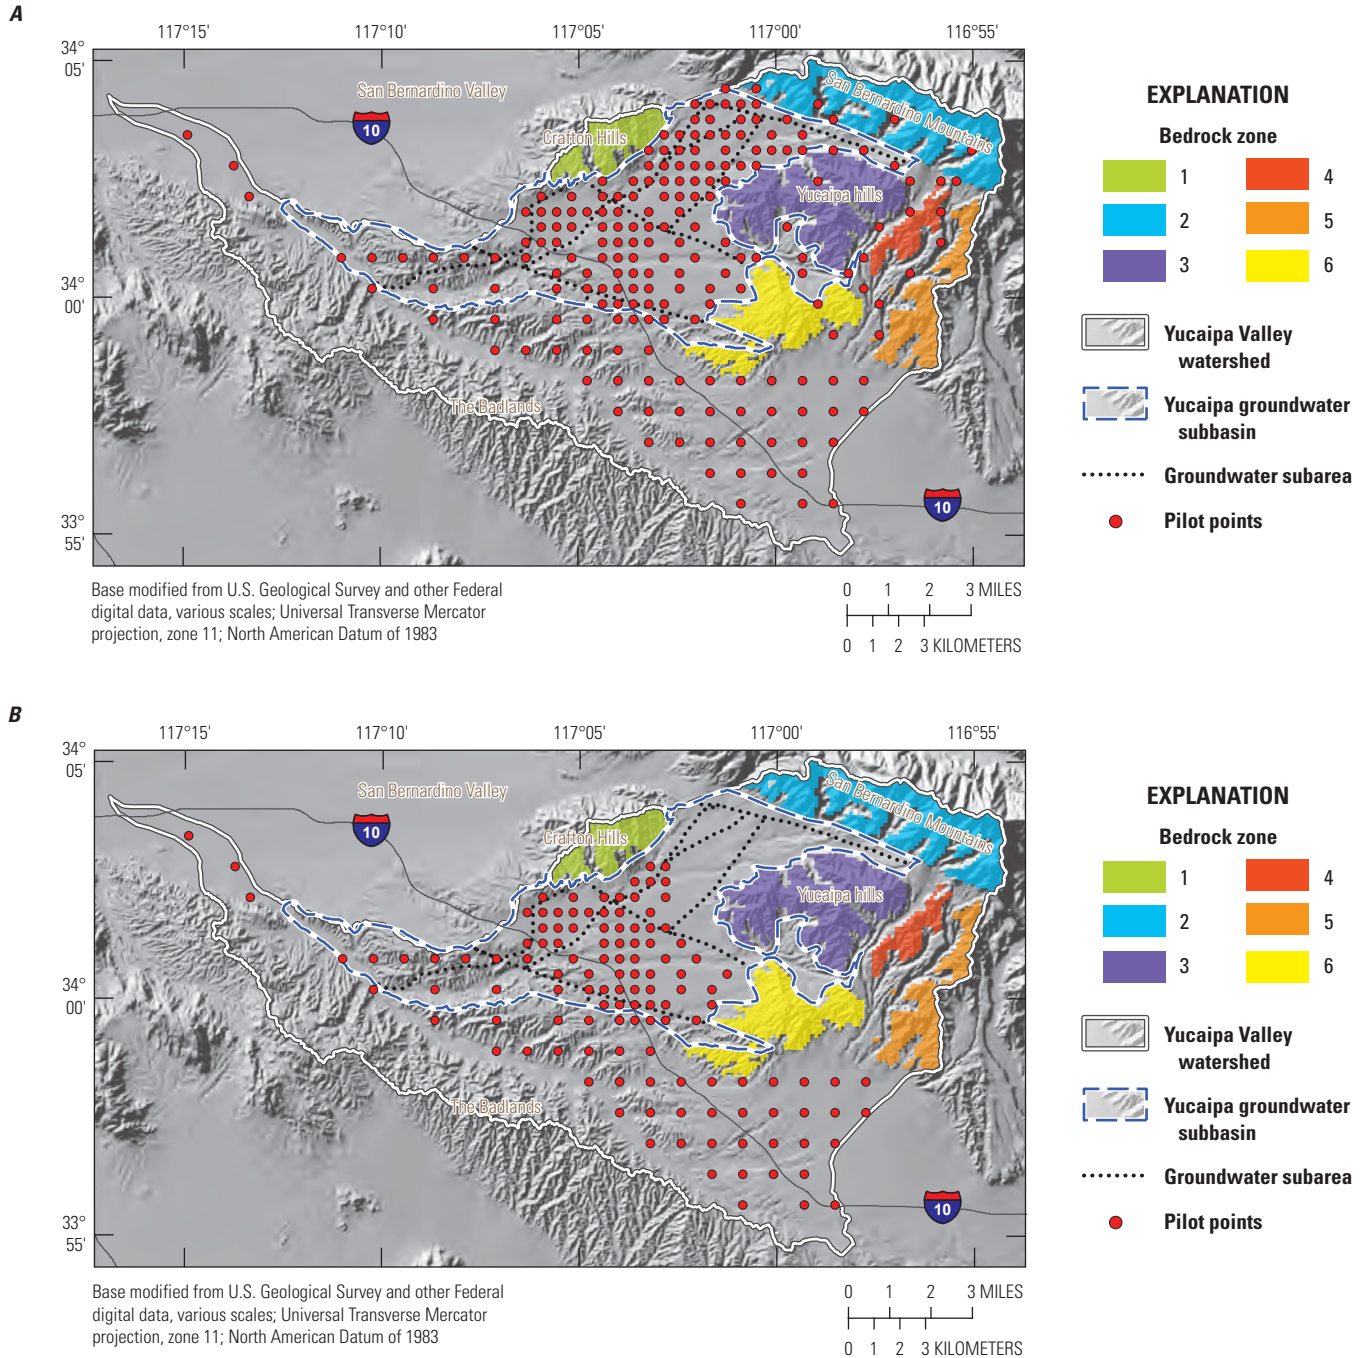 A
117°15'
117°10'
117°05'
117°00'
116°55'
34°
05'
34°
00'
33°
55'
San Bernardino Valley
10
Crafton Hills
San Bernardino Mountains
Yucaipa hills
The Badlands
10
EXPLANATION
Bedrock zone
1
4
2
5
3
6
Yucaipa Valley
watershed
Yucaipa groundwater
subbasin
Groundwater subarea
Pilot points
Base modified from U.S. Geological Survey and other Federal
digital data, various scales; Universal Transverse Mercator
projection, zone 11; North American Datum of 1983
0 1 2 3 MILES
0 1 2 3 KILOMETERS
B
117°15'
117°10'
117°05'
117°00'
116°55'
34°
05'
34°
00'
33°
55'
San Bernardino Valley
10
Crafton Hills
San Bernardino Mountains
Yucaipa hills
The Badlands
10
EXPLANATION
Bedrock zone
1
4
2
5
3
6
Yucaipa Valley
watershed
Yucaipa groundwater
subbasin
Groundwater subarea
Pilot points
Base modified from U.S. Geological Survey and other Federal
digital data, various scales; Universal Transverse Mercator
projection, zone 11; North American Datum of 1983
0 1 2 3 MILES
0 1 2 3 KILOMETERS